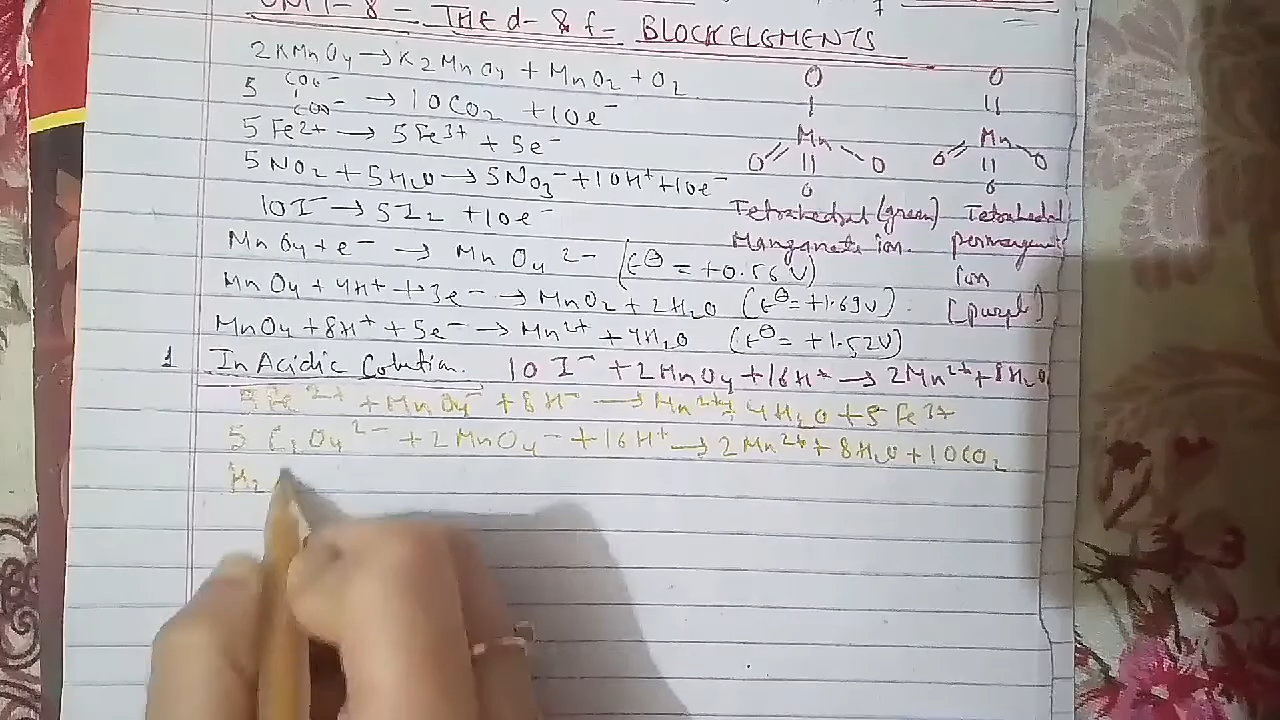 UNIT-8 - THE d- & f- BLOCK ELEMENTS
2KMnO4 → K2MnO4 + MnO2 + O2
5 COO-
COO- → 10CO2 + 10e-
5Fe2+ → 5Fe3+ + 5e-
5NO2 + 5H2O → 5NO3- + 10H+ + 10e-
10I- → 5I2 + 10e-
MnO4 + e- → MnO4 2- (E⊖ = +0.56V)
MnO4 + 4H+ + 3e- → MnO2 + 2H2O (E⊖ = +1.69V).
MnO4 + 8H+ + 5e- → Mn2+ + 4H2O (E⊖ = +1.52V)
O
Mn
O O
O
Tetrahedral (green)
Manganate ion.
O
Mn
O O
O
Tetrahedral
permanganate
Ion
(purple)
1 In Acidic Solution. 10 I- + 2MnO4 + 16H+ → 2Mn2+ + 8H2O
5Fe2+ + MnO4- + 8H- → Mn2+ + 4H2O + 5Fe3+
5 C2O4 2- + 2MnO4- + 16H+ → 2Mn2+ + 8H2O + 10CO2
H2